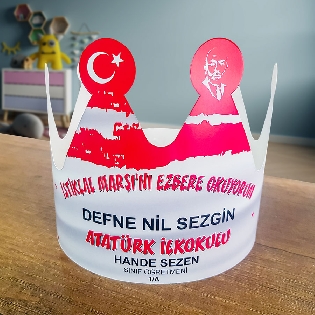 İSTİKLAL MARŞI'NI EZBERE OKUYORUM
DEFNE NİL SEZGİN
ATATÜRK İLKOKULU
HANDE SEZEN
SINIF ÖĞRETMENİ
1/A